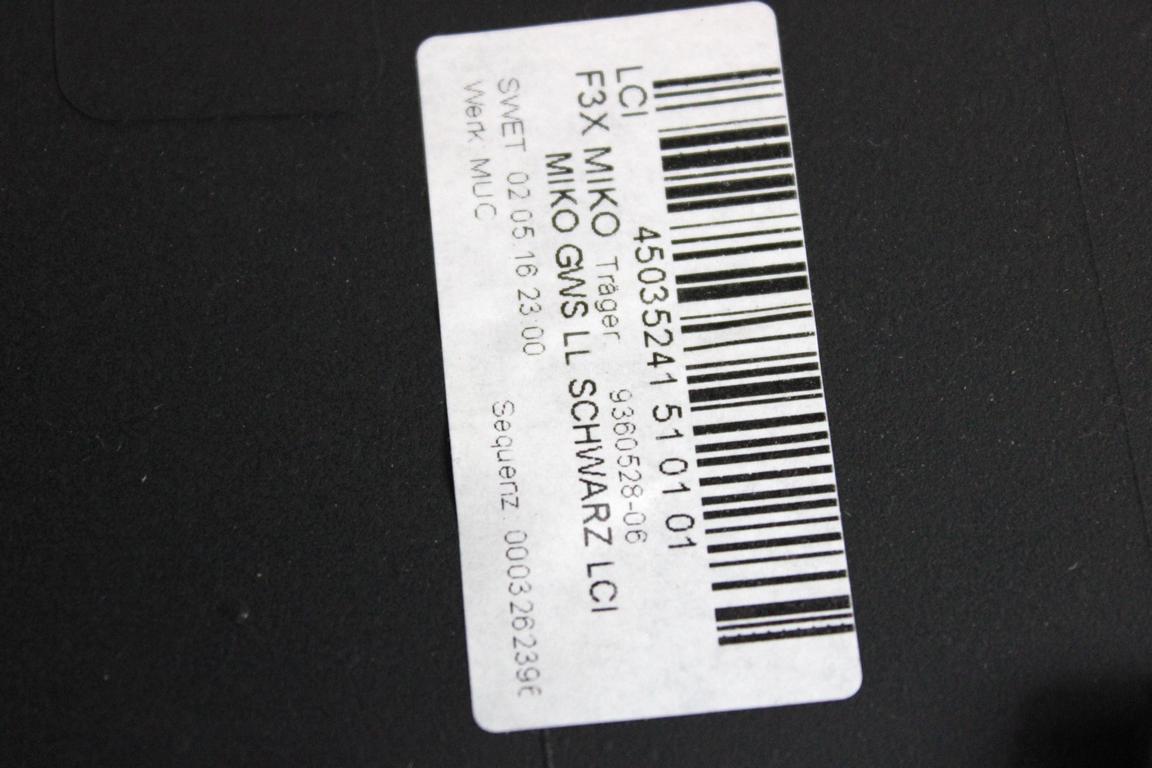 45035241 51 01 01
LCI
F3X MIKO Träger 9360528-06
MIKO GWS LL SCHWARZ LCI
SWET 02.05.16 23:00 Sequenz 0003262396
Werk MUC